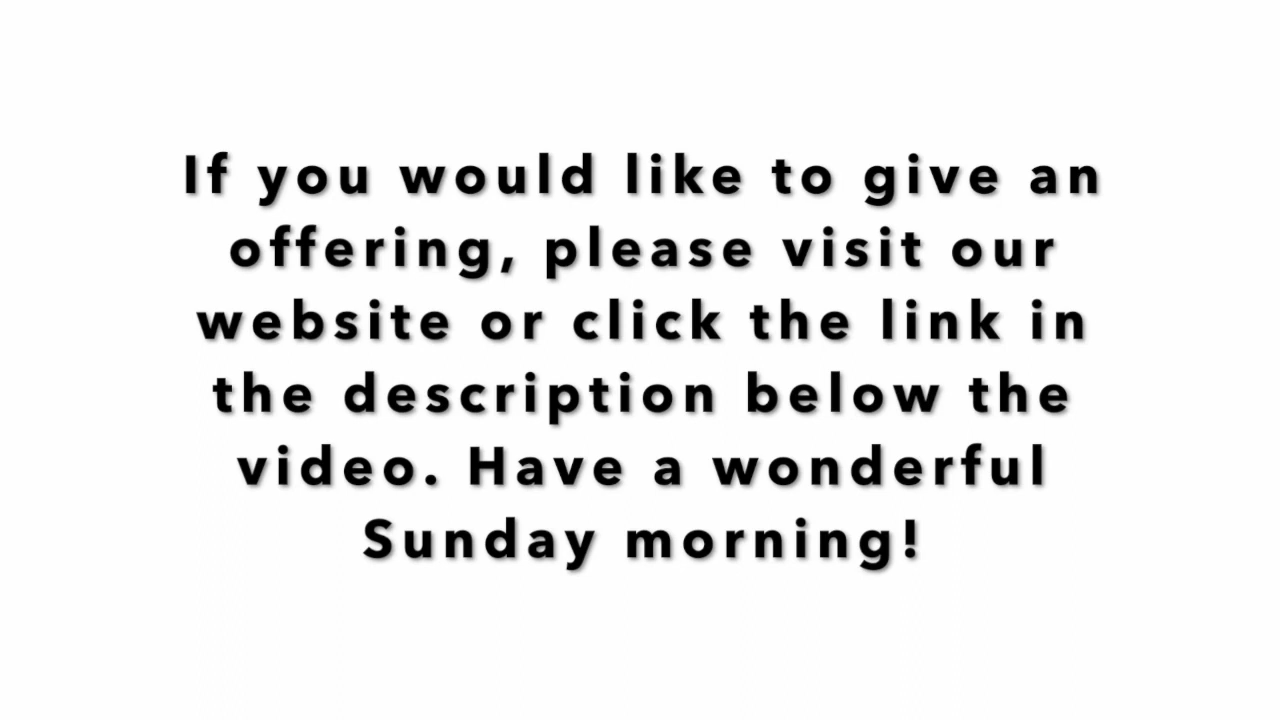 If you would like to give an
offering, please visit our
website or click the link in
the description below the
video. Have a wonderful
Sunday morning!